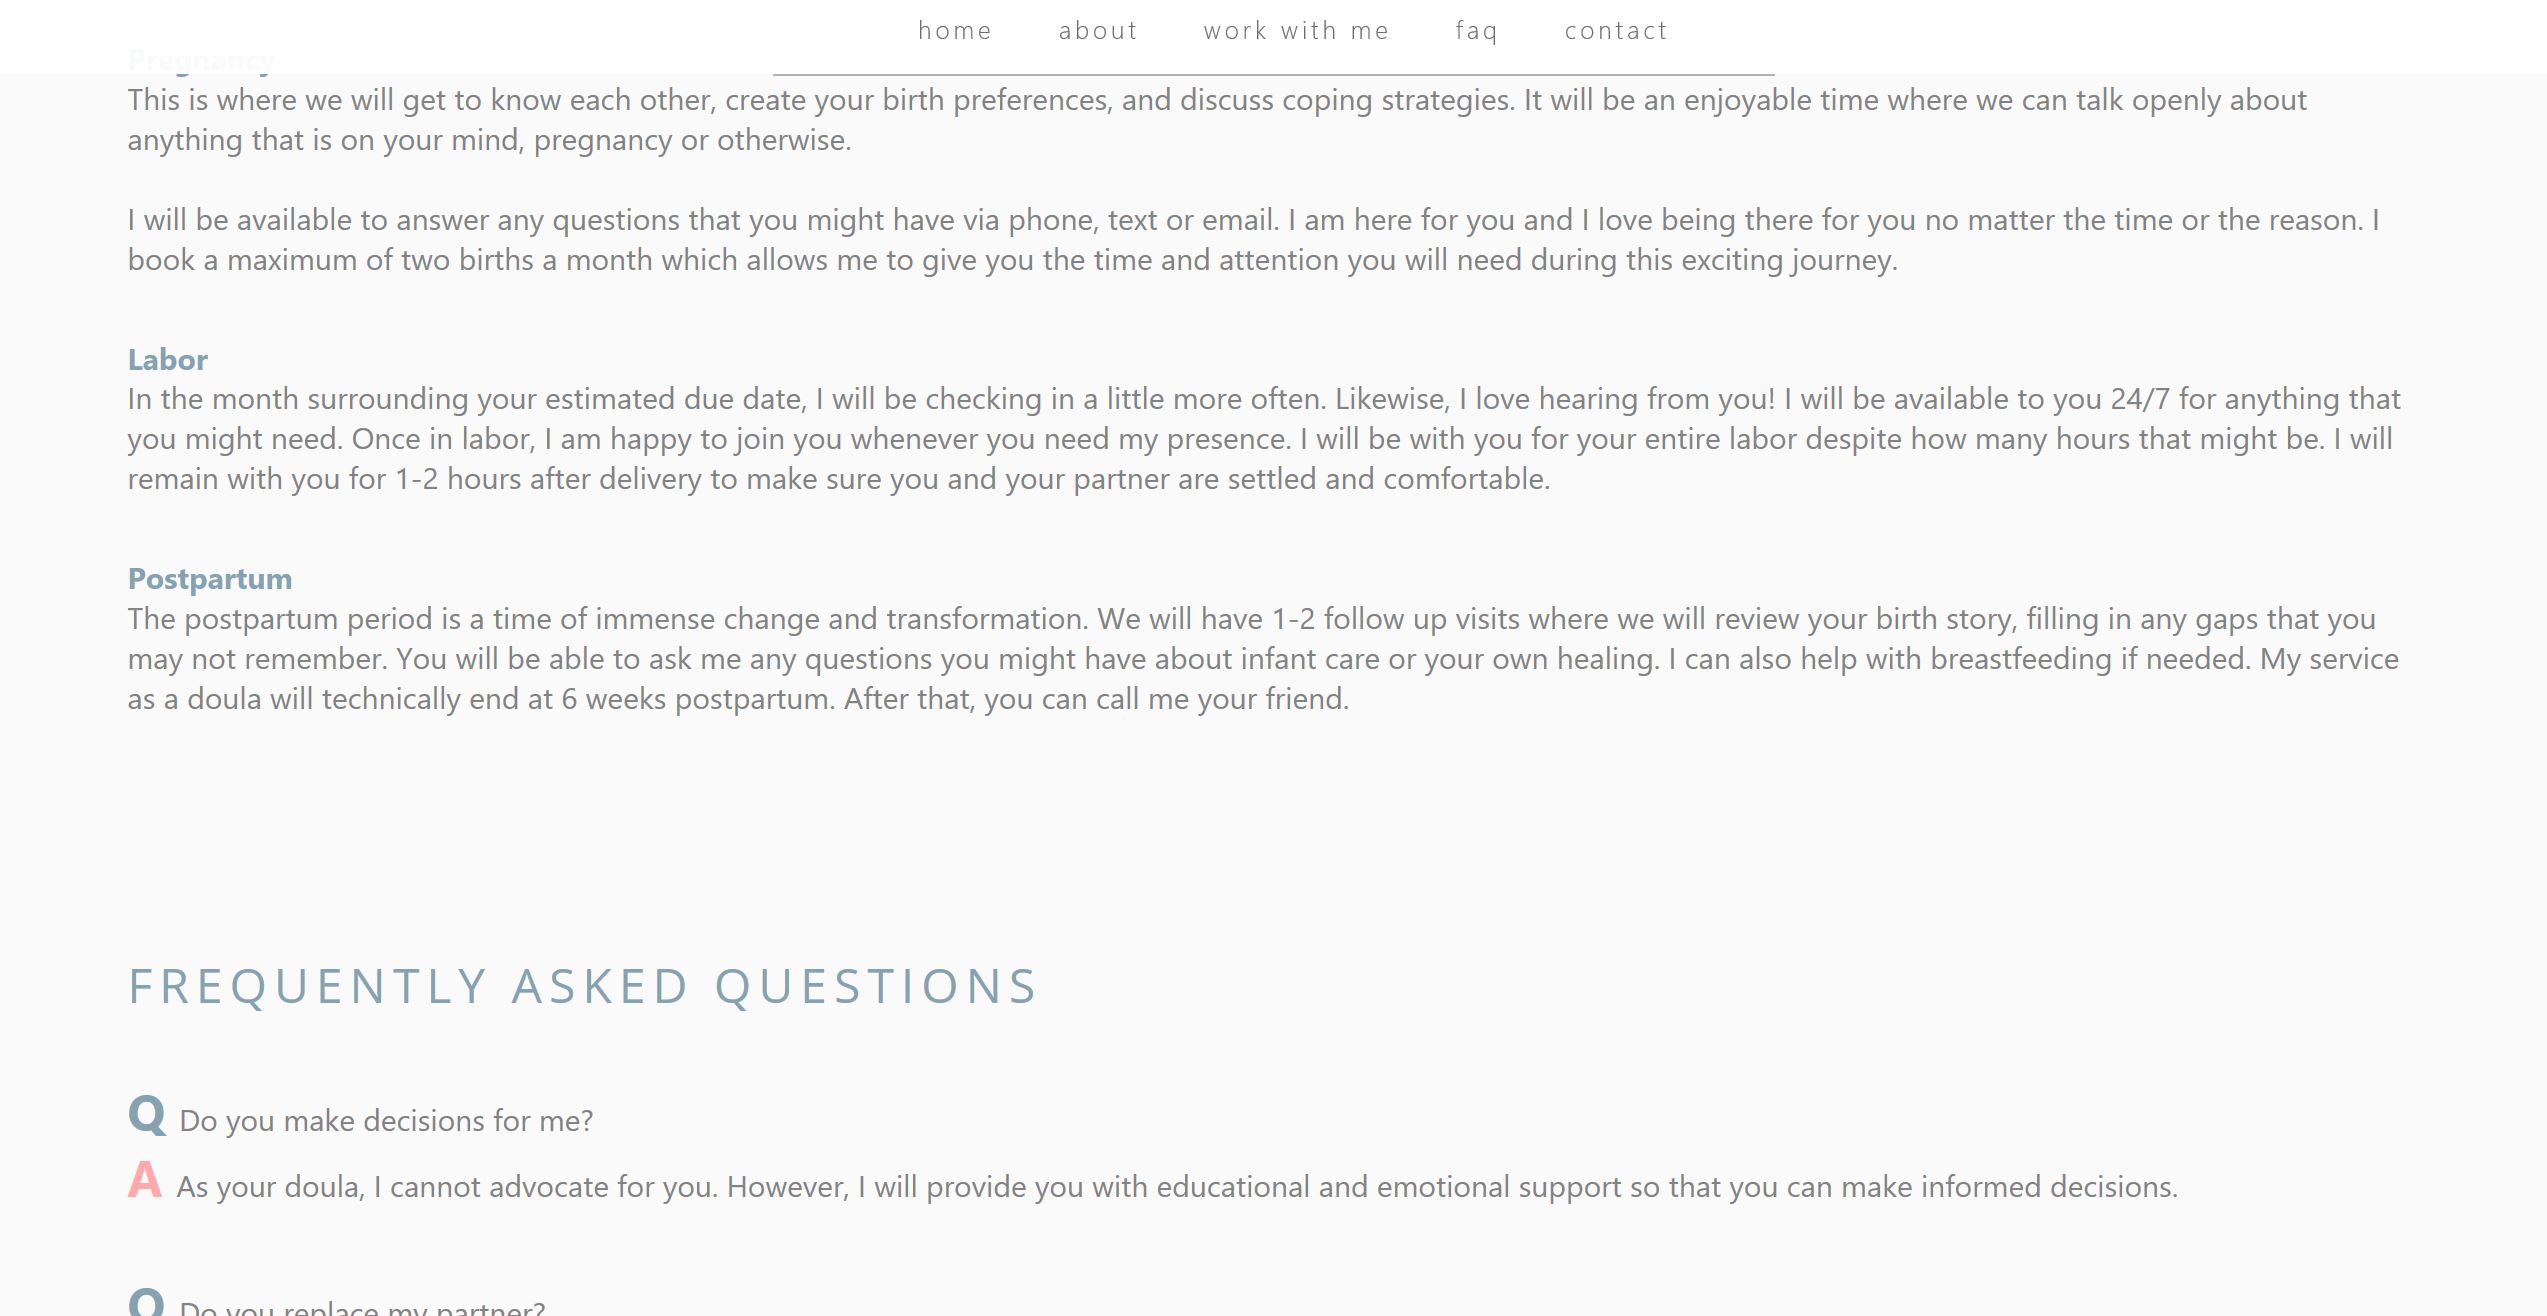 home about work with me faq contact
Pregnancy
This is where we will get to know each other, create your birth preferences, and discuss coping strategies. It will be an enjoyable time where we can talk openly about
anything that is on your mind, pregnancy or otherwise.
I will be available to answer any questions that you might have via phone, text or email. I am here for you and I love being there for you no matter the time or the reason. I
book a maximum of two births a month which allows me to give you the time and attention you will need during this exciting journey.
Labor
In the month surrounding your estimated due date, I will be checking in a little more often. Likewise, I love hearing from you! I will be available to you 24/7 for anything that
you might need. Once in labor, I am happy to join you whenever you need my presence. I will be with you for your entire labor despite how many hours that might be. I will
remain with you for 1-2 hours after delivery to make sure you and your partner are settled and comfortable.
Postpartum
The postpartum period is a time of immense change and transformation. We will have 1-2 follow up visits where we will review your birth story, filling in any gaps that you
may not remember. You will be able to ask me any questions you might have about infant care or your own healing. I can also help with breastfeeding if needed. My service
as a doula will technically end at 6 weeks postpartum. After that, you can call me your friend.
FREQUENTLY ASKED QUESTIONS
Q Do you make decisions for me?
A As your doula, I cannot advocate for you. However, I will provide you with educational and emotional support so that you can make informed decisions.
Q Do you replace my partner?